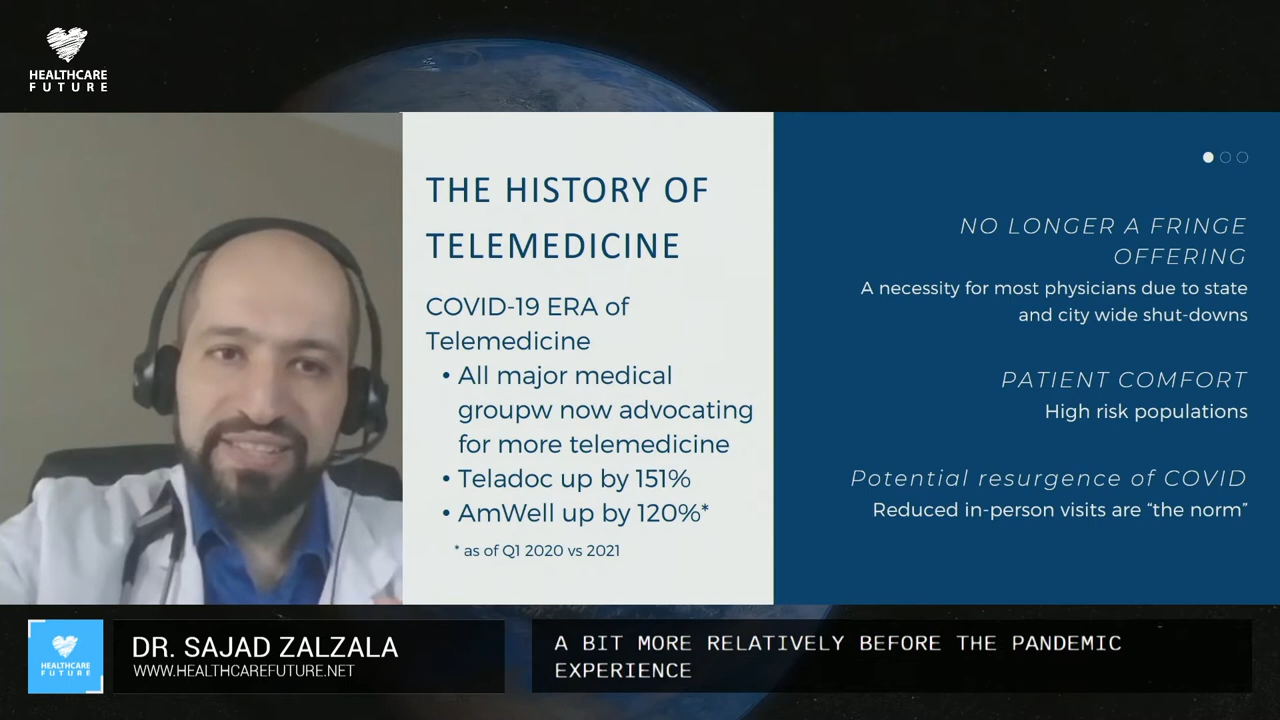 HEALTHCARE
FUTURE
THE HISTORY OF
TELEMEDICINE
COVID-19 ERA of
Telemedicine
• All major medical
groupw now advocating
for more telemedicine
• Teladoc up by 151%
• AmWell up by 120%*
* as of Q1 2020 vs 2021
NO LONGER A FRINGE
OFFERING
A necessity for most physicians due to state
and city wide shut-downs
PATIENT COMFORT
High risk populations
Potential resurgence of COVID
Reduced in-person visits are “the norm”
HEALTHCARE
FUTURE
DR. SAJAD ZALZALA
WWW.HEALTHCAREFUTURE.NET
A BIT MORE RELATIVELY BEFORE THE PANDEMIC
EXPERIENCE